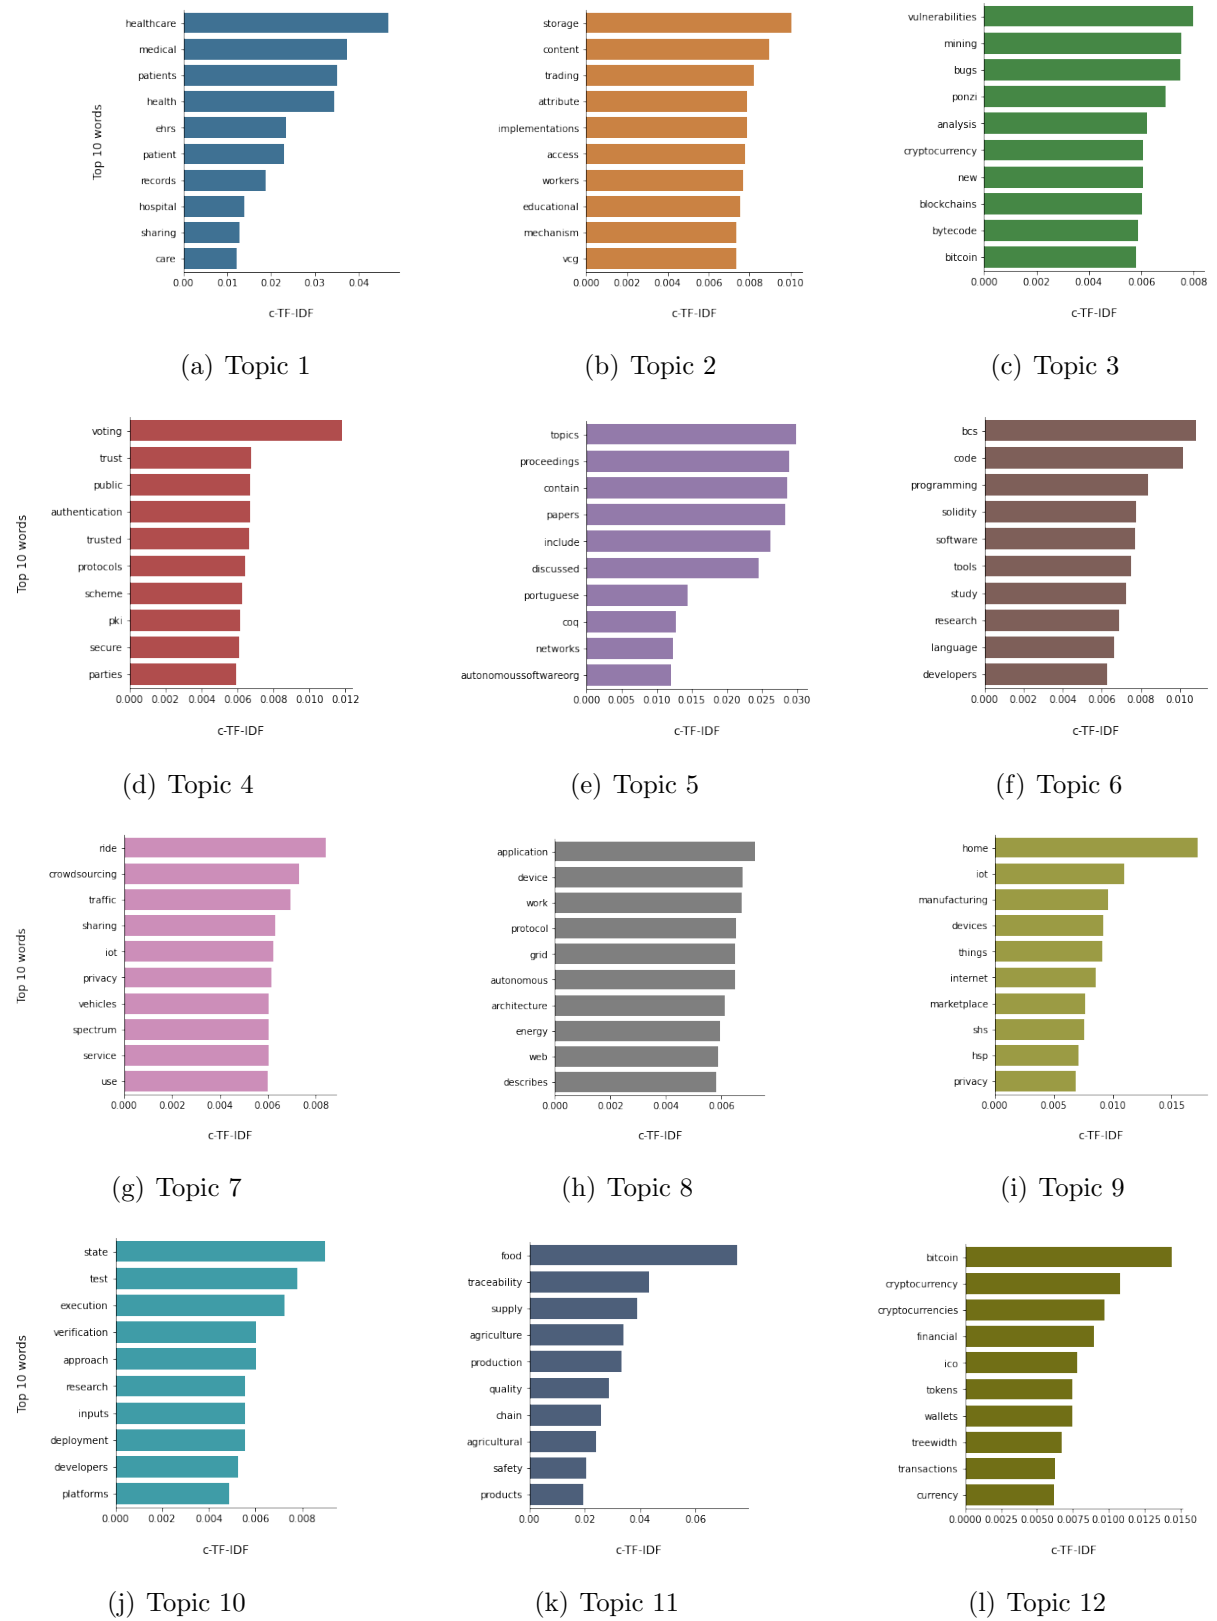 Top 10 words
healthcare
medical
patients
health
ehrs
patient
records
hospital
sharing
care
0.00 0.01 0.02 0.03 0.04
c-TF-IDF
(a) Topic 1
storage
content
trading
attribute
implementations
access
workers
educational
mechanism
vcg
0.000 0.002 0.004 0.006 0.008 0.010
c-TF-IDF
(b) Topic 2
vulnerabilities
mining
bugs
ponzi
analysis
cryptocurrency
new
blockchains
bytecode
bitcoin
0.000 0.002 0.004 0.006 0.008
c-TF-IDF
(c) Topic 3
Top 10 words
voting
trust
public
authentication
trusted
protocols
scheme
pki
secure
parties
0.000 0.002 0.004 0.006 0.008 0.010 0.012
c-TF-IDF
(d) Topic 4
topics
proceedings
contain
papers
include
discussed
portuguese
coq
networks
autonomoussoftwareorg
0.000 0.005 0.010 0.015 0.020 0.025 0.030
c-TF-IDF
(e) Topic 5
bcs
code
programming
solidity
software
tools
study
research
language
developers
0.000 0.002 0.004 0.006 0.008 0.010
c-TF-IDF
(f) Topic 6
Top 10 words
ride
crowdsourcing
traffic
sharing
iot
privacy
vehicles
spectrum
service
use
0.000 0.002 0.004 0.006 0.008
c-TF-IDF
(g) Topic 7
application
device
work
protocol
grid
autonomous
architecture
energy
web
describes
0.000 0.002 0.004 0.006
c-TF-IDF
(h) Topic 8
home
iot
manufacturing
devices
things
internet
marketplace
shs
hsp
privacy
0.000 0.005 0.010 0.015
c-TF-IDF
(i) Topic 9
Top 10 words
state
test
execution
verification
approach
research
inputs
deployment
developers
platforms
0.000 0.002 0.004 0.006 0.008
c-TF-IDF
(j) Topic 10
food
traceability
supply
agriculture
production
quality
chain
agricultural
safety
products
0.00 0.02 0.04 0.06
c-TF-IDF
(k) Topic 11
bitcoin
cryptocurrency
cryptocurrencies
financial
ico
tokens
wallets
treewidth
transactions
currency
0.0000 0.0025 0.0050 0.0075 0.0100 0.0125 0.0150
c-TF-IDF
(l) Topic 12